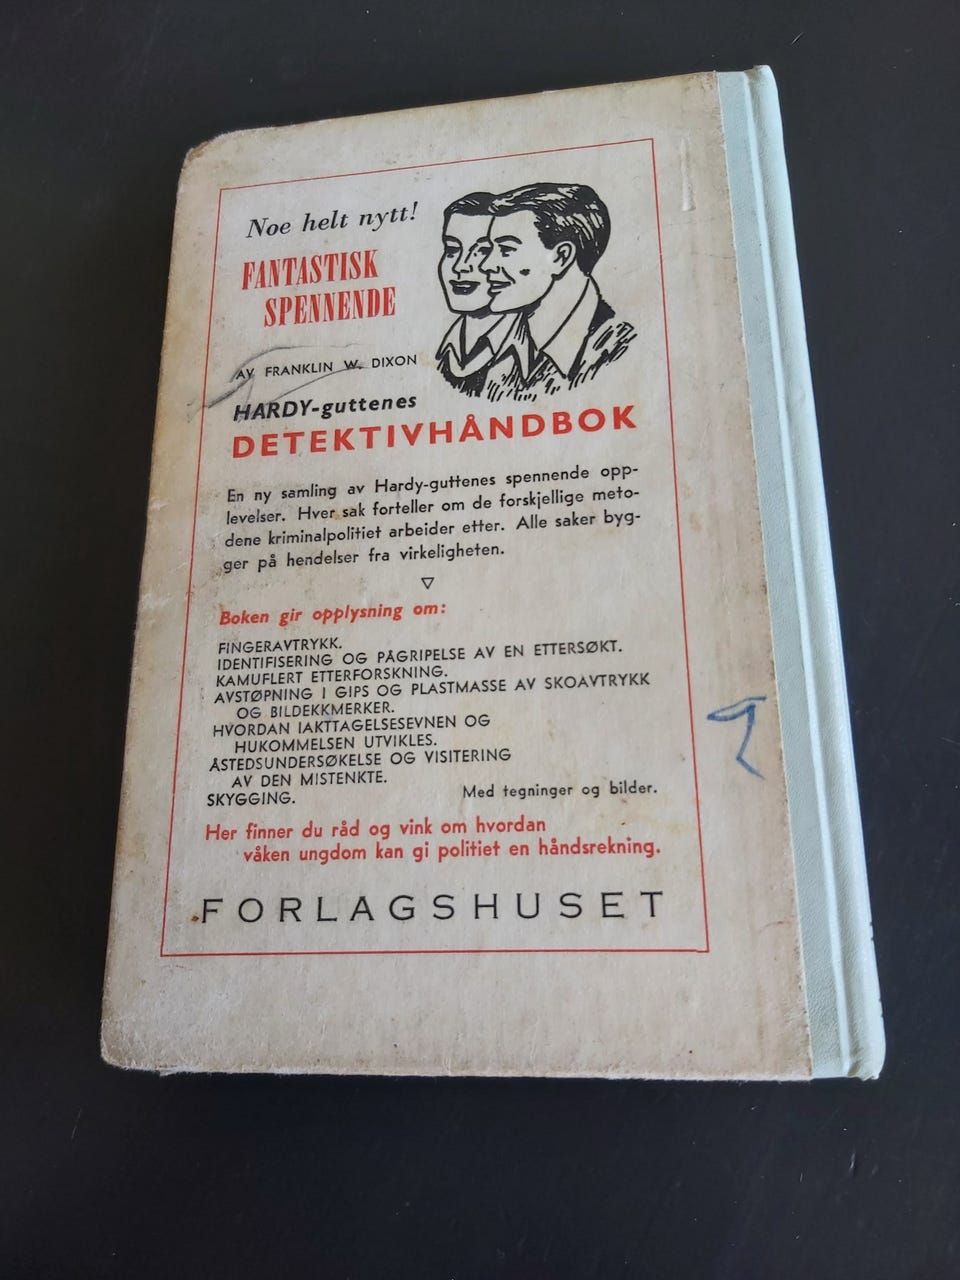 Noe helt nytt!
FANTASTISK
SPENNENDE
AV FRANKLIN W. DIXON
HARDY-guttenes
DETEKTIVHÅNDBOK
En ny samling av Hardy-guttenes spennende opp-
levelser. Hver sak forteller om de forskjellige meto-
dene kriminalpolitiet arbeider etter. Alle saker byg-
ger på hendelser fra virkeligheten.
Boken gir opplysning om:
FINGERAVTRYKK.
IDENTIFISERING OG PÅGRIPELSE AV EN ETTERSØKT.
KAMUFLERT ETTERFORSKNING.
AVSTØPNING I GIPS OG PLASTMASSE AV SKOAVTRYKK
OG BILDEKKMERKER.
HVORDAN IAKTTAGELSESEVNEN OG
HUKOMMELSEN UTVIKLES.
ÅSTEDSUNDERSØKELSE OG VISITERING
AV DEN MISTENKTE.
SKYGGING.
Med tegninger og bilder.
Her finner du råd og vink om hvordan
våken ungdom kan gi politiet en håndsrekning.
FORLAGSHUSET